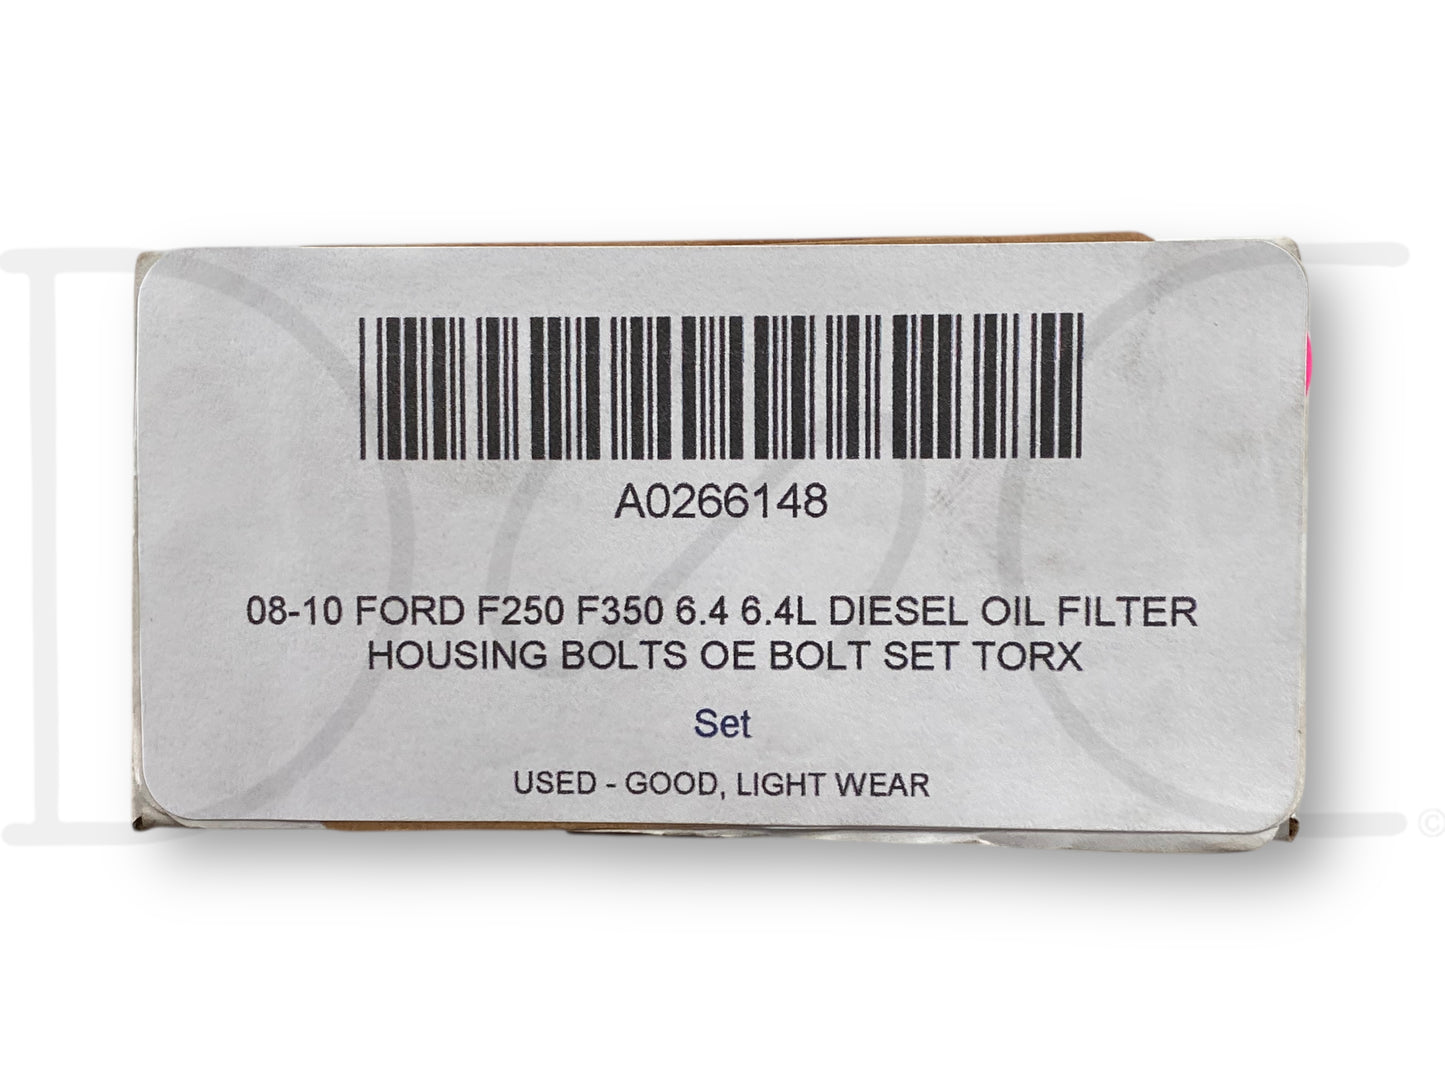 A0266148
08-10 FORD F250 F350 6.4 6.4L DIESEL OIL FILTER
HOUSING BOLTS OE BOLT SET TORX
Set
USED - GOOD, LIGHT WEAR
©